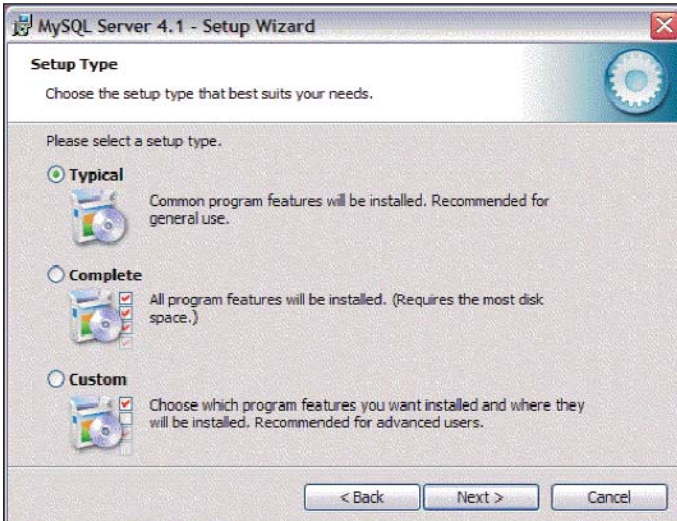 MySQL Server 4.1 - Setup Wizard
Setup Type
Choose the setup type that best suits your needs.
Please select a setup type.
Typical
Common program features will be installed. Recommended for
general use.
Complete
All program features will be installed. (Requires the most disk
space.)
Custom
Choose which program features you want installed and where they
will be installed. Recommended for advanced users.
< Back
Next >
Cancel